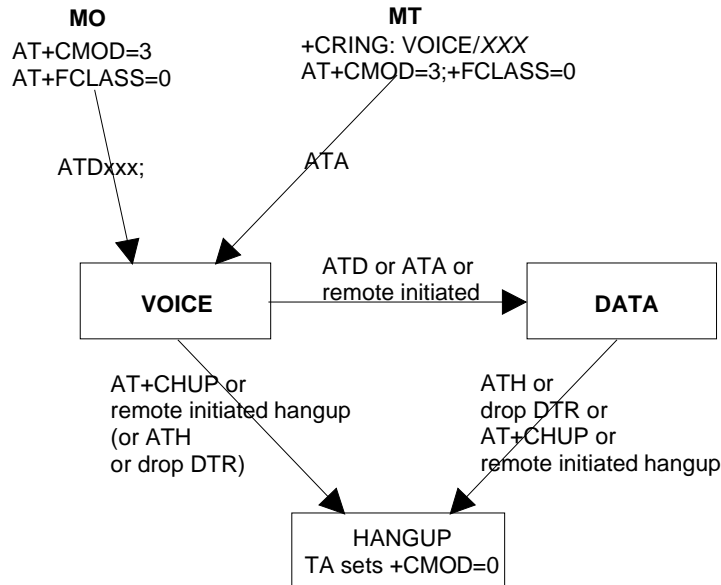 MO
AT+CMOD=3
AT+FCLASS=0
MT
+CRING: VOICE/XXX
AT+CMOD=3;+FCLASS=0
ATDxxx;
ATA
VOICE
ATD or ATA or
remote initiated
DATA
AT+CHUP or
remote initiated hangup
(or ATH
or drop DTR)
ATH or
drop DTR or
AT+CHUP or
remote initiated hangup
HANGUP
TA sets +CMOD=0